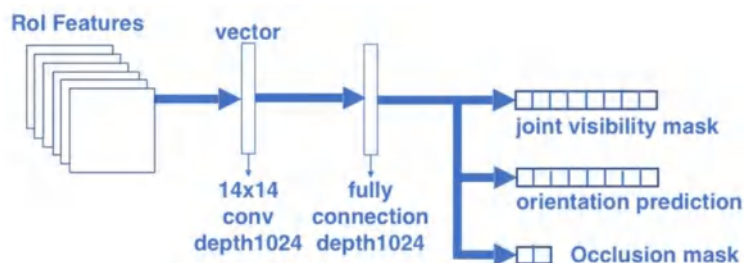 RoI Features
vector
joint visibility mask
14x14
conv
depth1024
fully
connection
depth1024
orientation prediction
Occlusion mask